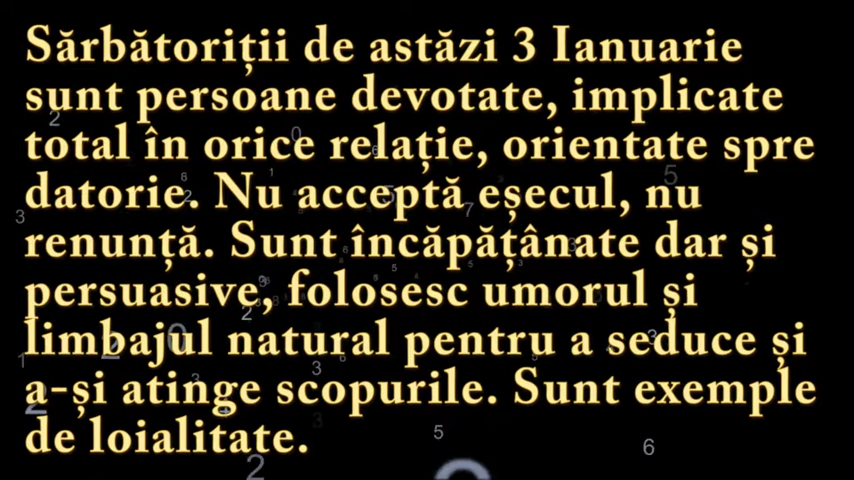 Sărbătoriții de astăzi 3 Ianuarie
sunt persoane devotate, implicate
total în orice relație, orientate spre
datorie. Nu acceptă eșecul, nu
renunță. Sunt încăpățânate dar și
persuasive, folosesc umorul și
limbajul natural pentru a seduce și
a-și atinge scopurile. Sunt exemple
de loialitate.